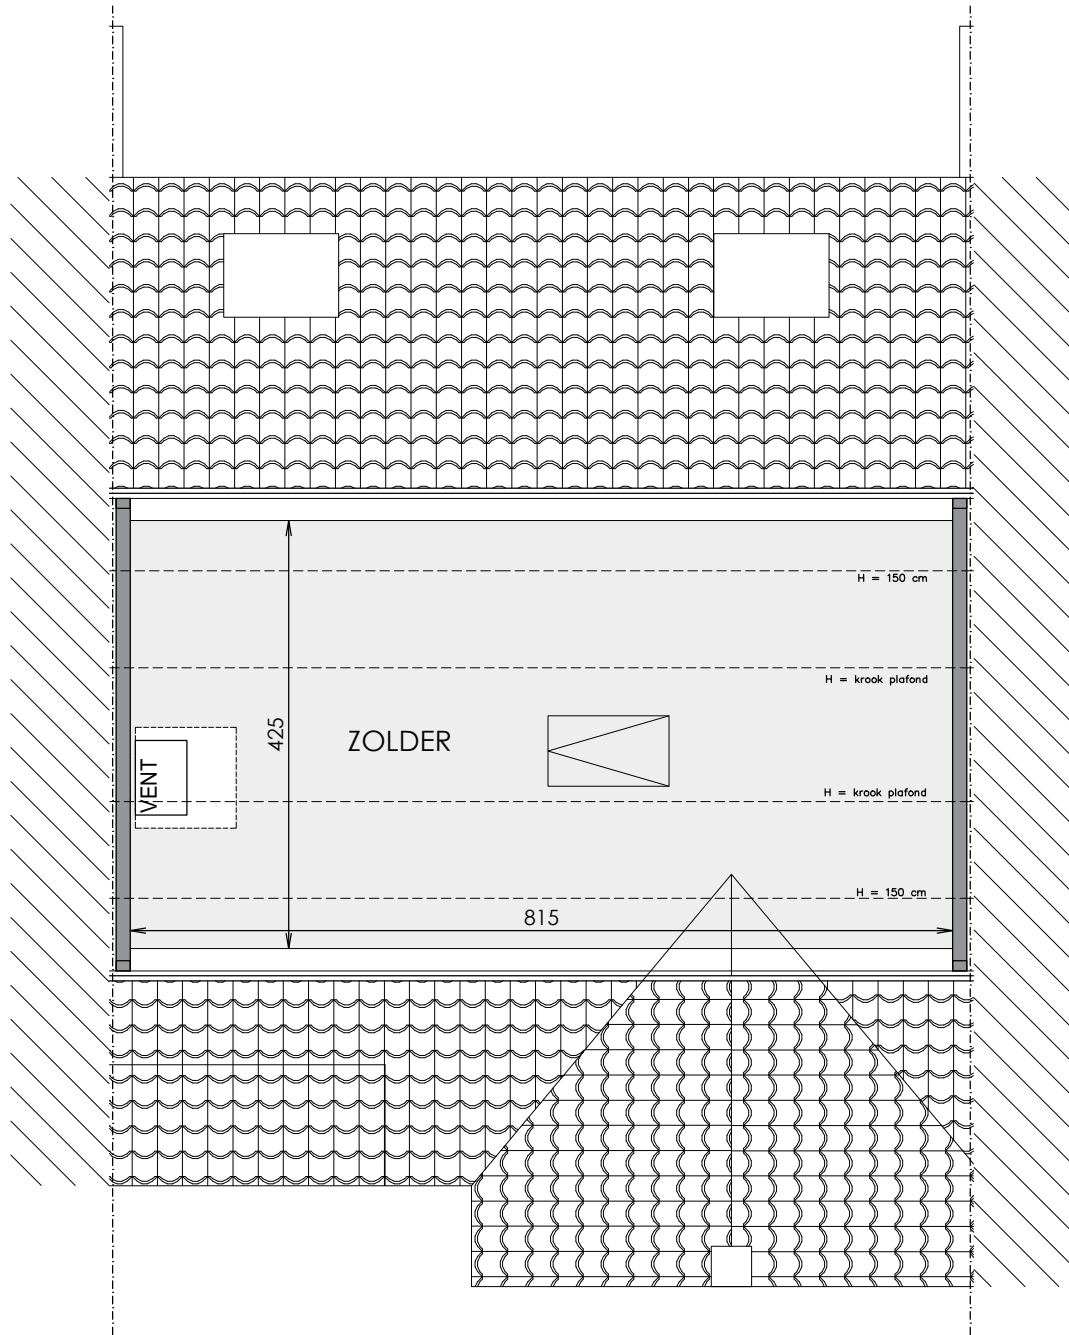 H = 150 cm
H = krook plafond
425
ZOLDER
VENT
H = krook plafond
H = 150 cm
815